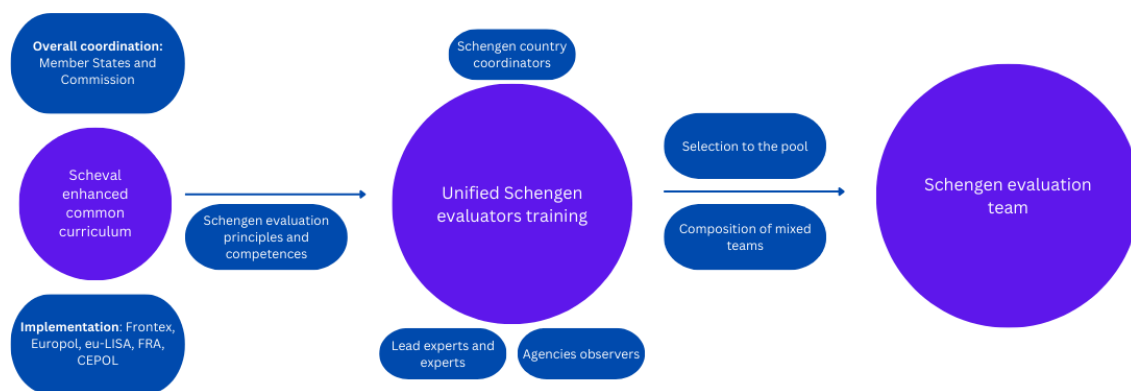 Overall coordination:
Member States and
Commission
Scheval
enhanced
common
curriculum
Implementation: Frontex,
Europol, eu-LISA, FRA,
CEPOL
Schengen evaluation
principles and
competences
Schengen country
coordinators
Unified Schengen
evaluators training
Lead experts and
experts
Agencies observers
Selection to the pool
Composition of mixed
teams
Schengen evaluation
team